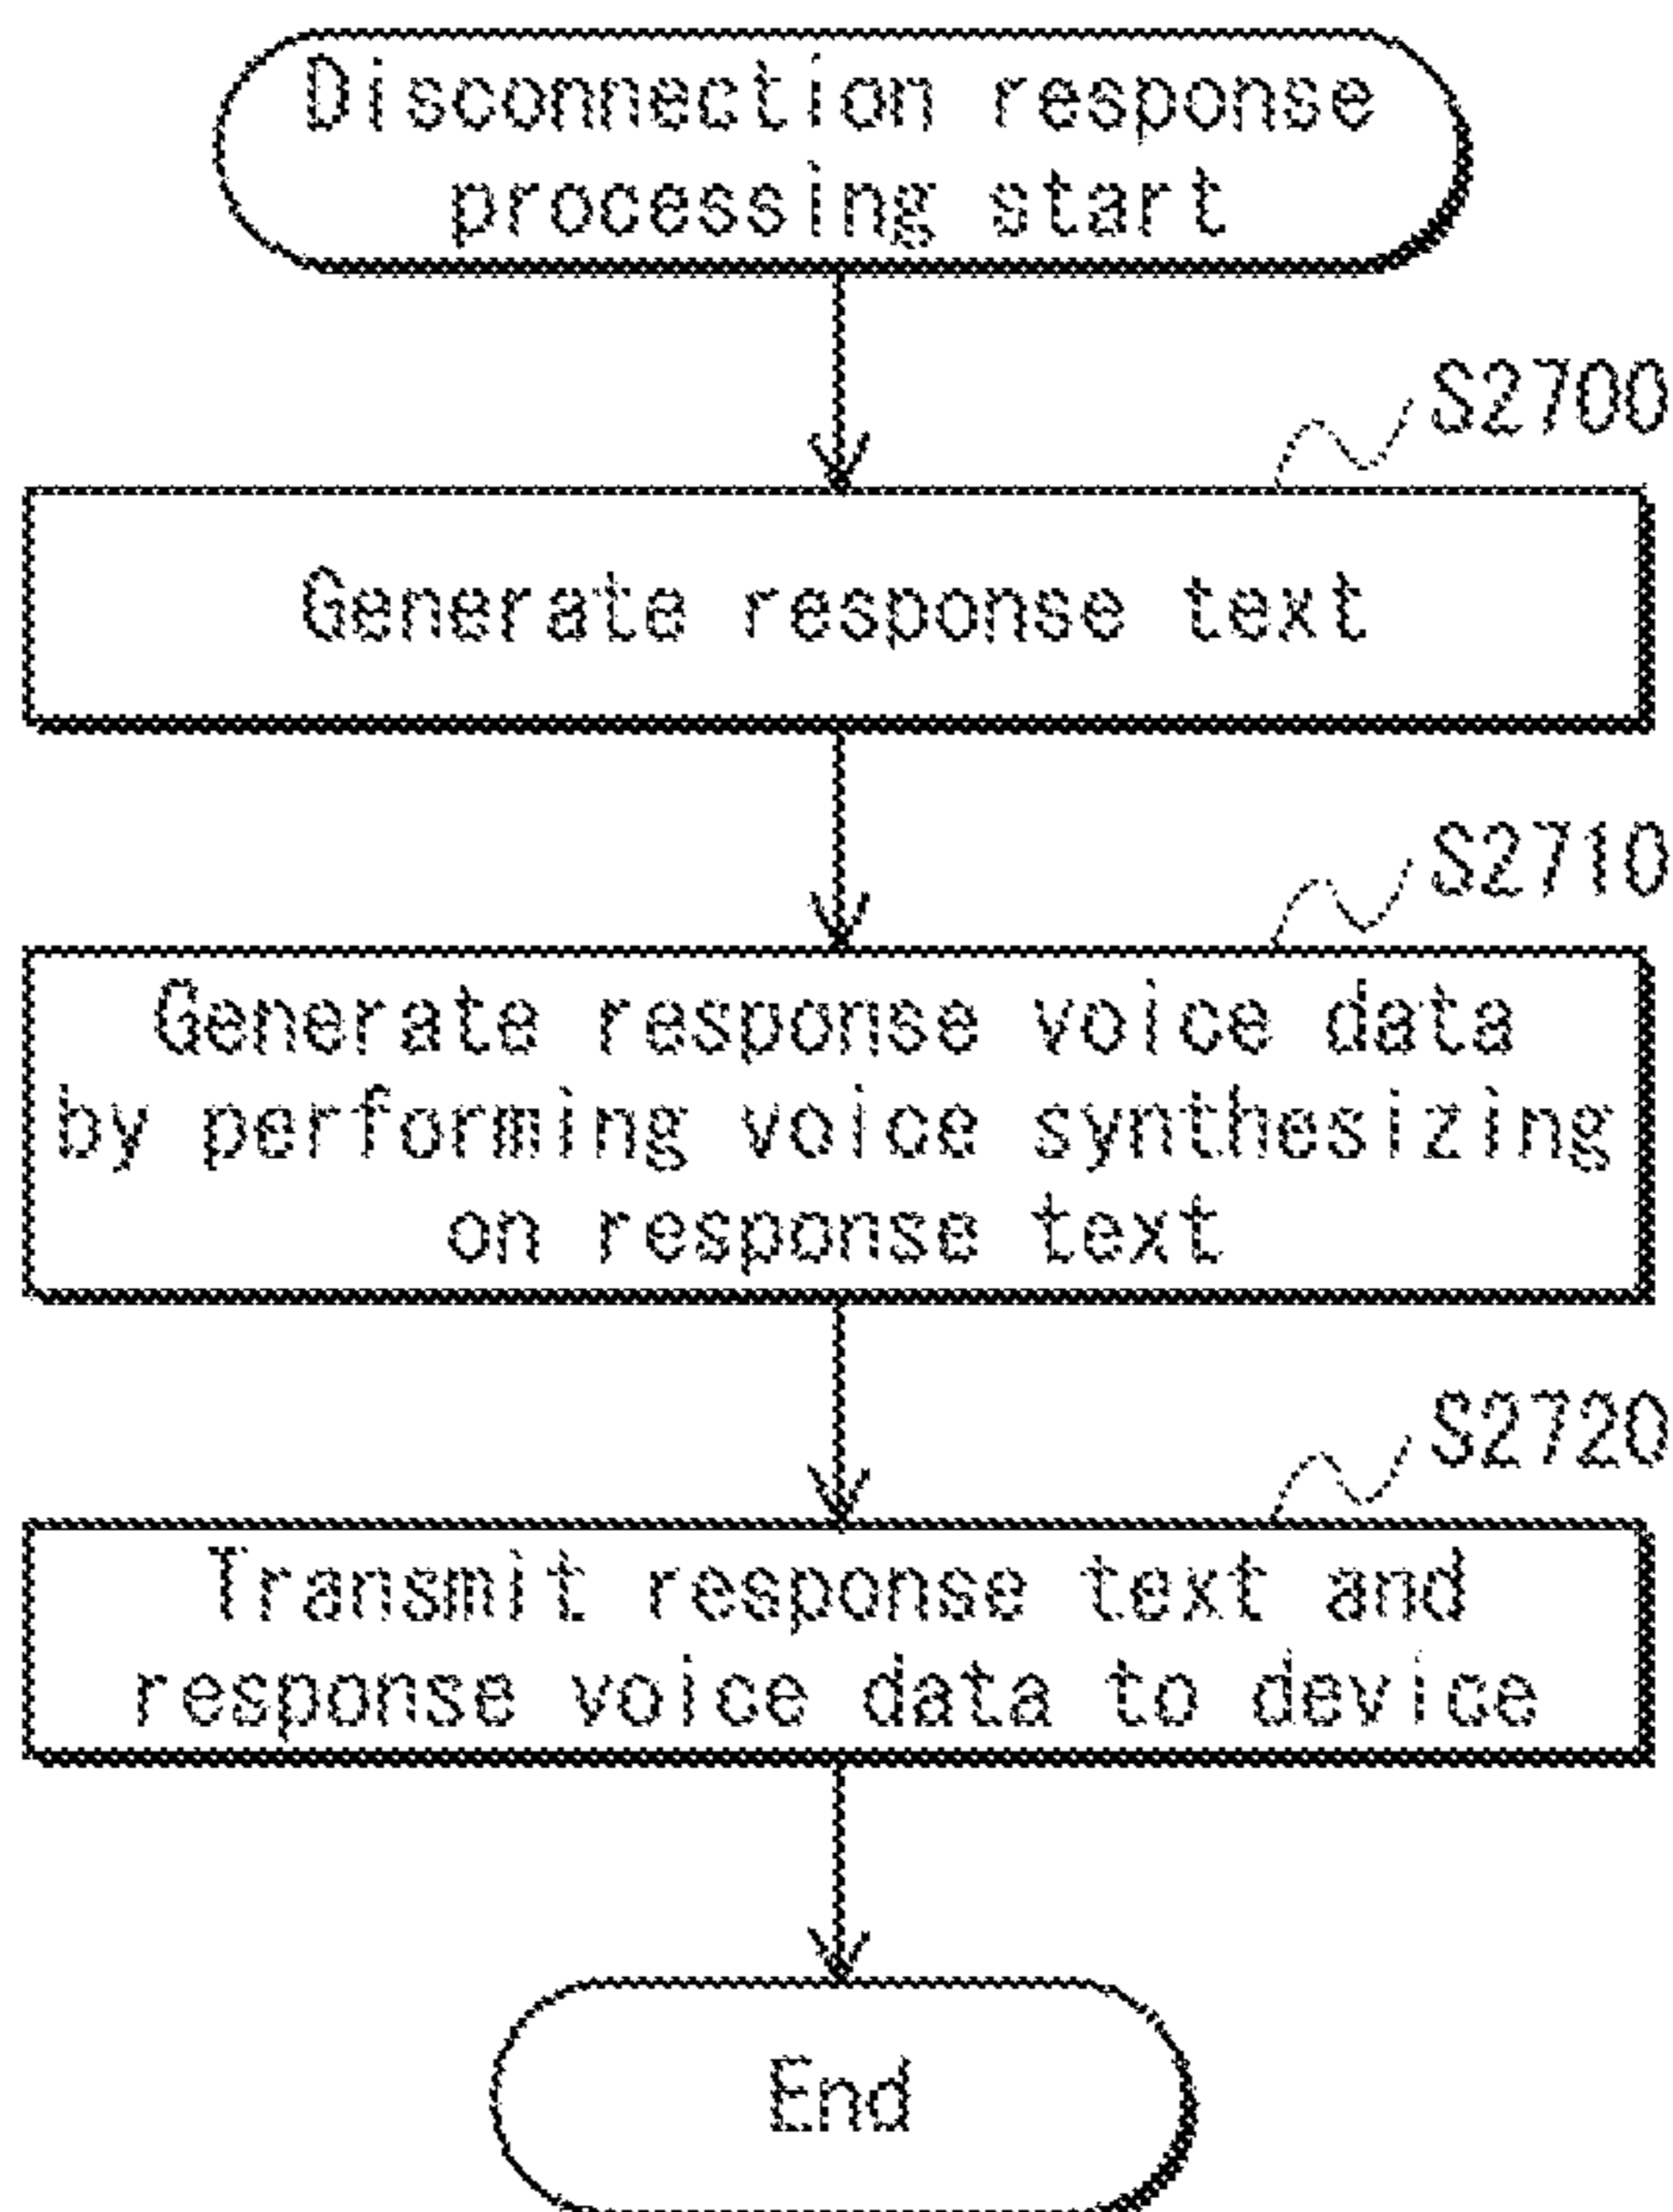 Disconnection response
processing start
S2700
Generate response text
S2710
Generate response voice data
by performing voice synthesizing
on response text
S2720
Transmit response text and
response voice data to device
End